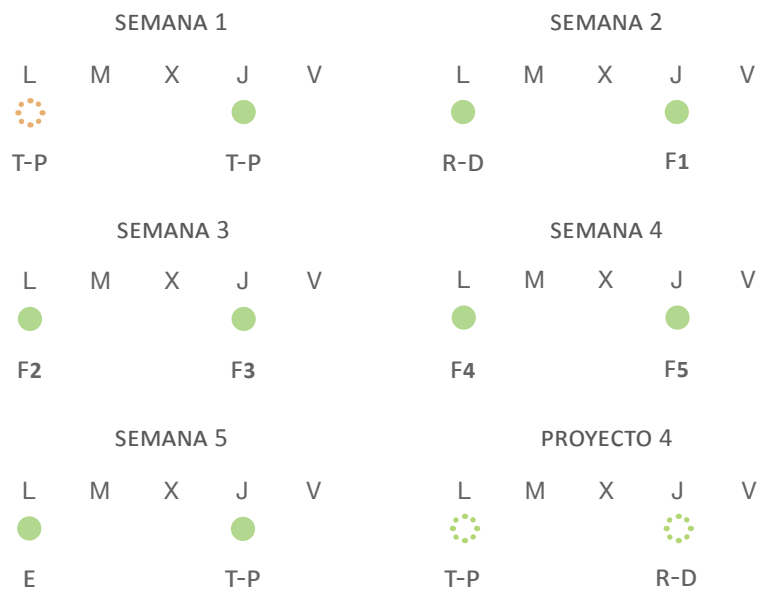 SEMANA 1
L M X J V
T-P T-P
SEMANA 2
L M X J V
R-D F1
SEMANA 3
L M X J V
F2 F3
SEMANA 4
L M X J V
F4 F5
SEMANA 5
L M X J V
E T-P
PROYECTO 4
L M X J V
T-P R-D